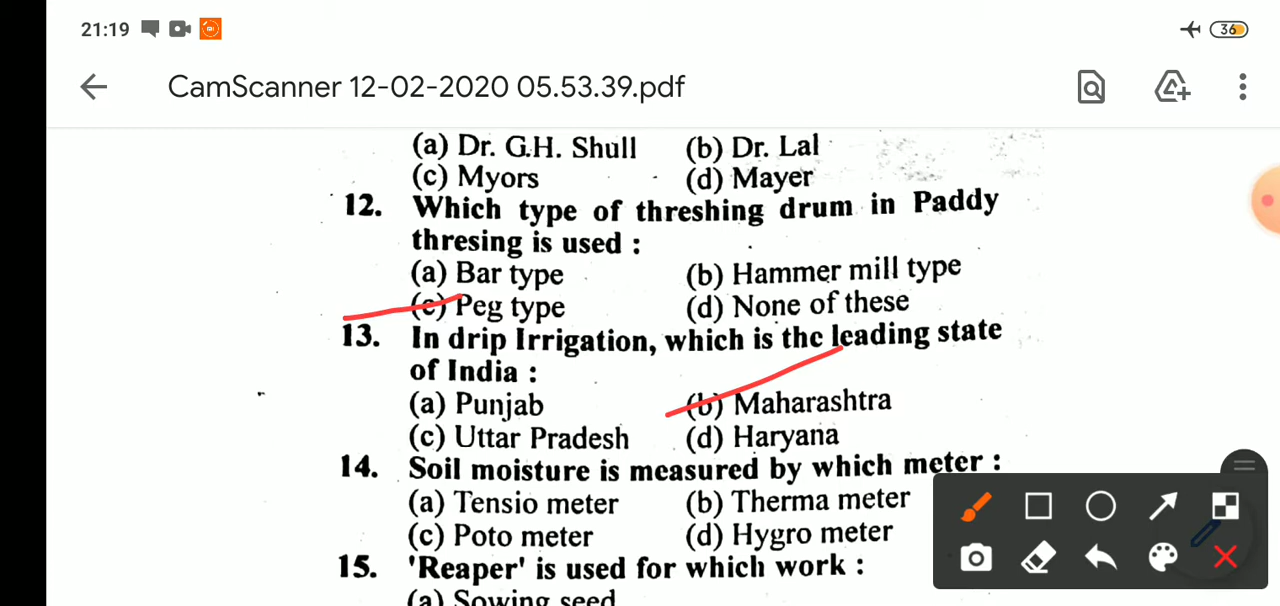 21:19
36
CamScanner 12-02-2020 05.53.39.pdf
(a) Dr. G.H. Shull (b) Dr. Lal
(c) Myors (d) Mayer
12. Which type of threshing drum in Paddy
thresing is used :
(a) Bar type (b) Hammer mill type
(c) Peg type (d) None of these
13. In drip Irrigation, which is the leading state
of India :
(a) Punjab (b) Maharashtra
(c) Uttar Pradesh (d) Haryana
14. Soil moisture is measured by which meter :
(a) Tensio meter (b) Therma meter
(c) Poto meter (d) Hygro meter
15. 'Reaper' is used for which work :
(a) Sowing seed